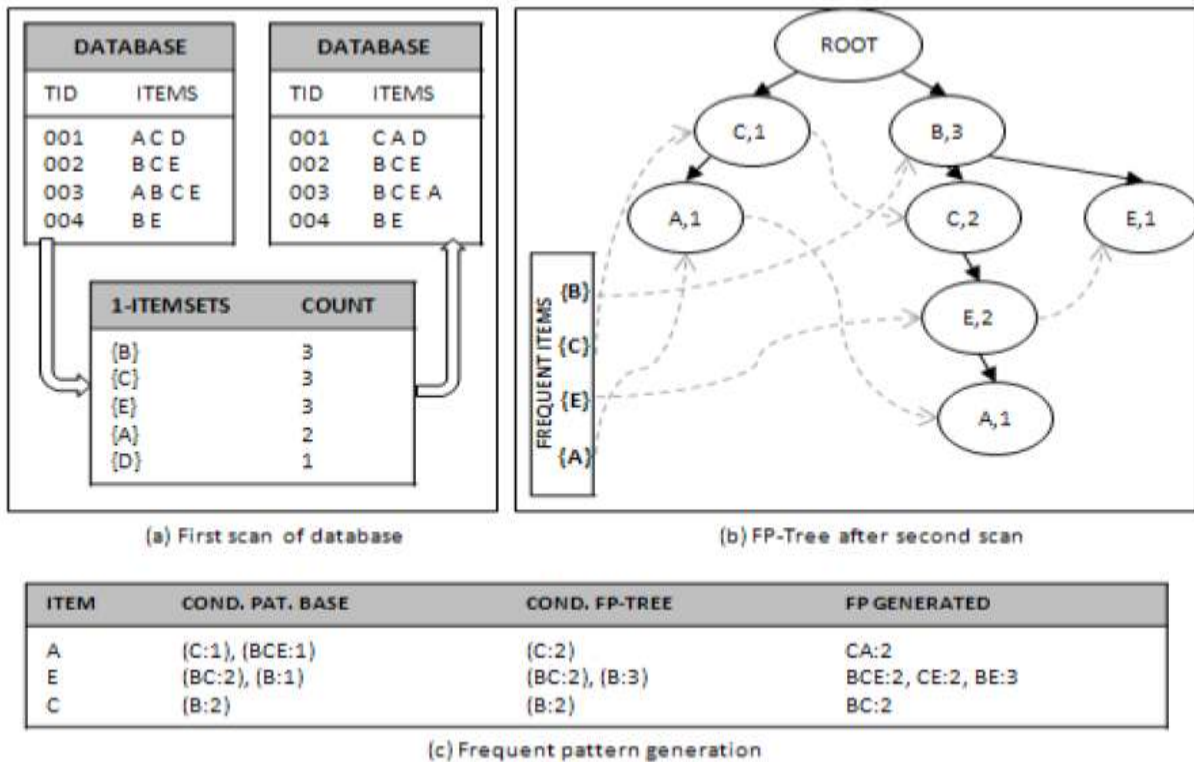 DATABASE
TID ITEMS
001 A C D
002 B C E
003 A B C E
004 B E
DATABASE
TID ITEMS
001 C A D
002 B C E
003 B C E A
004 B E
1-ITEMSETS COUNT
{B} 3
{C} 3
{E} 3
{A} 2
{D} 1
(a) First scan of database
ROOT
C,1
B,3
A,1
C,2
E,1
E,2
A,1
FREQUENT ITEMS
{B}
{C}
{E}
{A}
(b) FP-Tree after second scan
ITEM COND. PAT. BASE COND. FP-TREE FP GENERATED
A (C:1), (BCE:1) (C:2) CA:2
E (BC:2), (B:1) (BC:2), (B:3) BCE:2, CE:2, BE:3
C (B:2) (B:2) BC:2
(c) Frequent pattern generation